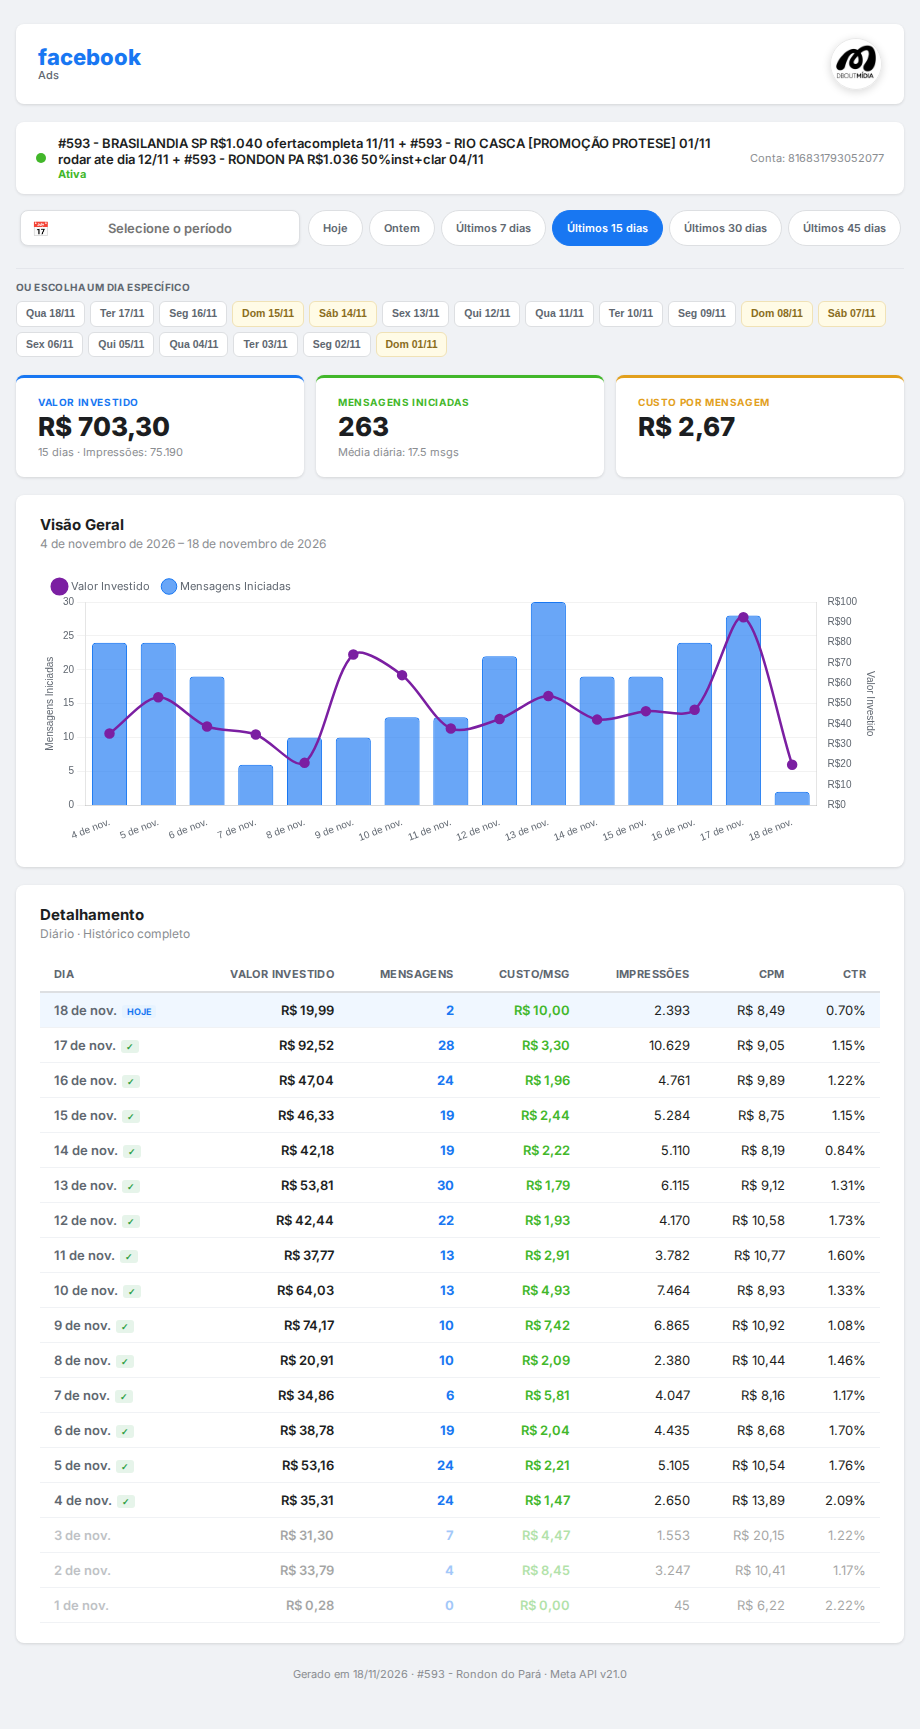 facebook
Ads
DBOUTMÍDIA
#593 - BRASILANDIA SP R$1.040 ofertacompleta 11/11 + #593 - RIO CASCA [PROMOÇÃO PROTESE] 01/11
rodar ate dia 12/11 + #593 - RONDON PA R$1.036 50%inst+clar 04/11
Ativa
Conta: 816831793052077
Selecione o período
Hoje
Ontem
Últimos 7 dias
Últimos 15 dias
Últimos 30 dias
Últimos 45 dias
OU ESCOLHA UM DIA ESPECÍFICO
Qua 18/11
Ter 17/11
Seg 16/11
Dom 15/11
Sáb 14/11
Sex 13/11
Qui 12/11
Qua 11/11
Ter 10/11
Seg 09/11
Dom 08/11
Sáb 07/11
Sex 06/11
Qui 05/11
Qua 04/11
Ter 03/11
Seg 02/11
Dom 01/11
VALOR INVESTIDO
R$ 703,30
15 dias · Impressões: 75.190
MENSAGENS INICIADAS
263
Média diária: 17.5 msgs
CUSTO POR MENSAGEM
R$ 2,67
Visão Geral
4 de novembro de 2026 – 18 de novembro de 2026
Valor Investido
Mensagens Iniciadas
Mensagens Iniciadas
30
25
20
15
10
5
0
R$100
R$90
R$80
R$70
R$60
R$50
R$40
R$30
R$20
R$10
R$0
Valor Investido
4 de nov.
5 de nov.
6 de nov.
7 de nov.
8 de nov.
9 de nov.
10 de nov.
11 de nov.
12 de nov.
13 de nov.
14 de nov.
15 de nov.
16 de nov.
17 de nov.
18 de nov.
Detalhamento
Diário · Histórico completo
DIA VALOR INVESTIDO MENSAGENS CUSTO/MSG IMPRESSÕES CPM CTR
18 de nov. HOJE R$ 19,99 2 R$ 10,00 2.393 R$ 8,49 0.70%
17 de nov. ✓ R$ 92,52 28 R$ 3,30 10.629 R$ 9,05 1.15%
16 de nov. ✓ R$ 47,04 24 R$ 1,96 4.761 R$ 9,89 1.22%
15 de nov. ✓ R$ 46,33 19 R$ 2,44 5.284 R$ 8,75 1.15%
14 de nov. ✓ R$ 42,18 19 R$ 2,22 5.110 R$ 8,19 0.84%
13 de nov. ✓ R$ 53,81 30 R$ 1,79 6.115 R$ 9,12 1.31%
12 de nov. ✓ R$ 42,44 22 R$ 1,93 4.170 R$ 10,58 1.73%
11 de nov. ✓ R$ 37,77 13 R$ 2,91 3.782 R$ 10,77 1.60%
10 de nov. ✓ R$ 64,03 13 R$ 4,93 7.464 R$ 8,93 1.33%
9 de nov. ✓ R$ 74,17 10 R$ 7,42 6.865 R$ 10,92 1.08%
8 de nov. ✓ R$ 20,91 10 R$ 2,09 2.380 R$ 10,44 1.46%
7 de nov. ✓ R$ 34,86 6 R$ 5,81 4.047 R$ 8,16 1.17%
6 de nov. ✓ R$ 38,78 19 R$ 2,04 4.435 R$ 8,68 1.70%
5 de nov. ✓ R$ 53,16 24 R$ 2,21 5.105 R$ 10,54 1.76%
4 de nov. ✓ R$ 35,31 24 R$ 1,47 2.650 R$ 13,89 2.09%
3 de nov. R$ 31,30 7 R$ 4,47 1.553 R$ 20,15 1.22%
2 de nov. R$ 33,79 4 R$ 8,45 3.247 R$ 10,41 1.17%
1 de nov. R$ 0,28 0 R$ 0,00 45 R$ 6,22 2.22%
Gerado em 18/11/2026 · #593 - Rondon do Pará · Meta API v21.0